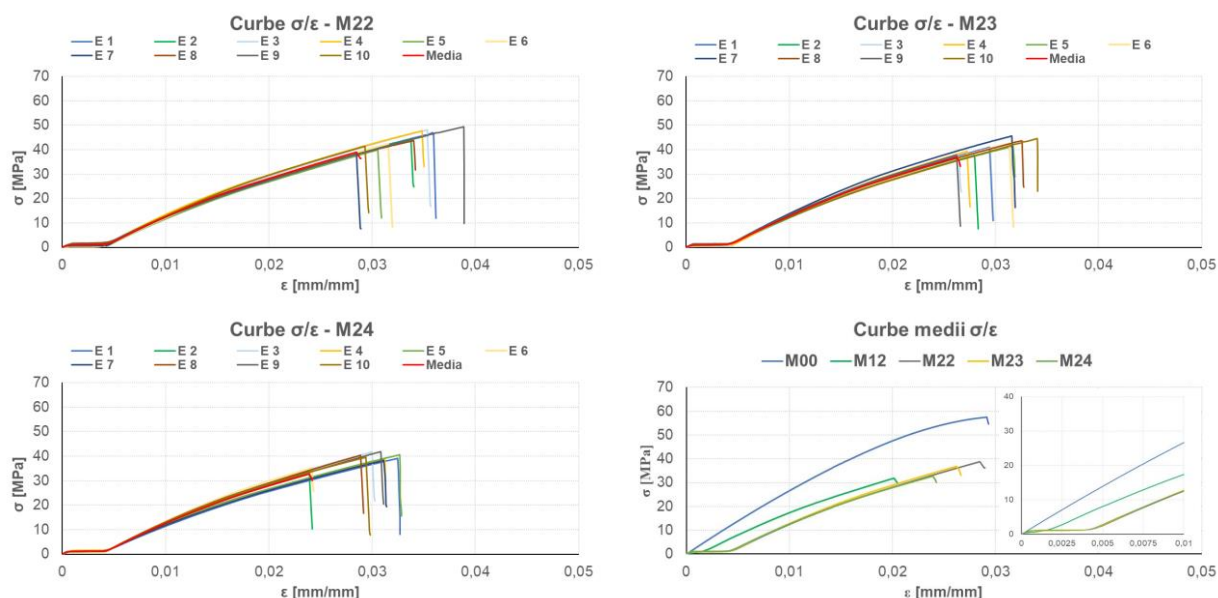 Curbe σ/ε - M22
E 1 E 2 E 3 E 4 E 5 E 6
E 7 E 8 E 9 E 10 Media
70
60
50
40
30
20
10
0
σ [MPa]
0 0,01 0,02 0,03 0,04 0,05
ε [mm/mm]
Curbe σ/ε - M23
E 1 E 2 E 3 E 4 E 5 E 6
E 7 E 8 E 9 E 10 Media
70
60
50
40
30
20
10
0
σ [MPa]
0 0,01 0,02 0,03 0,04 0,05
ε [mm/mm]
Curbe σ/ε - M24
E 1 E 2 E 3 E 4 E 5 E 6
E 7 E 8 E 9 E 10 Media
70
60
50
40
30
20
10
0
σ [MPa]
0 0,01 0,02 0,03 0,04 0,05
ε [mm/mm]
Curbe medii σ/ε
M00 M12 M22 M23 M24
70
60
50
40
30
20
10
0
σ [MPa]
0 0,01 0,02 0,03 0,04 0,05
ε [mm/mm]
40
30
20
10
0
0 0,0025 0,005 0,0075 0,01